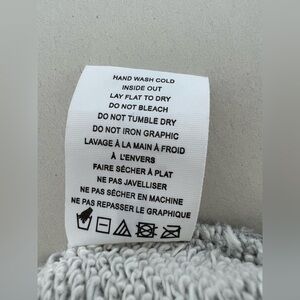 HAND WASH COLD
INSIDE OUT
LAY FLAT TO DRY
DO NOT BLEACH
DO NOT TUMBLE DRY
DO NOT IRON GRAPHIC
LAVAGE À LA MAIN À FROID
À L'ENVERS
FAIRE SÉCHER À PLAT
NE PAS JAVELLISER
NE PAS SÉCHER EN MACHINE
NE PAS REPASSER LE GRAPHIQUE